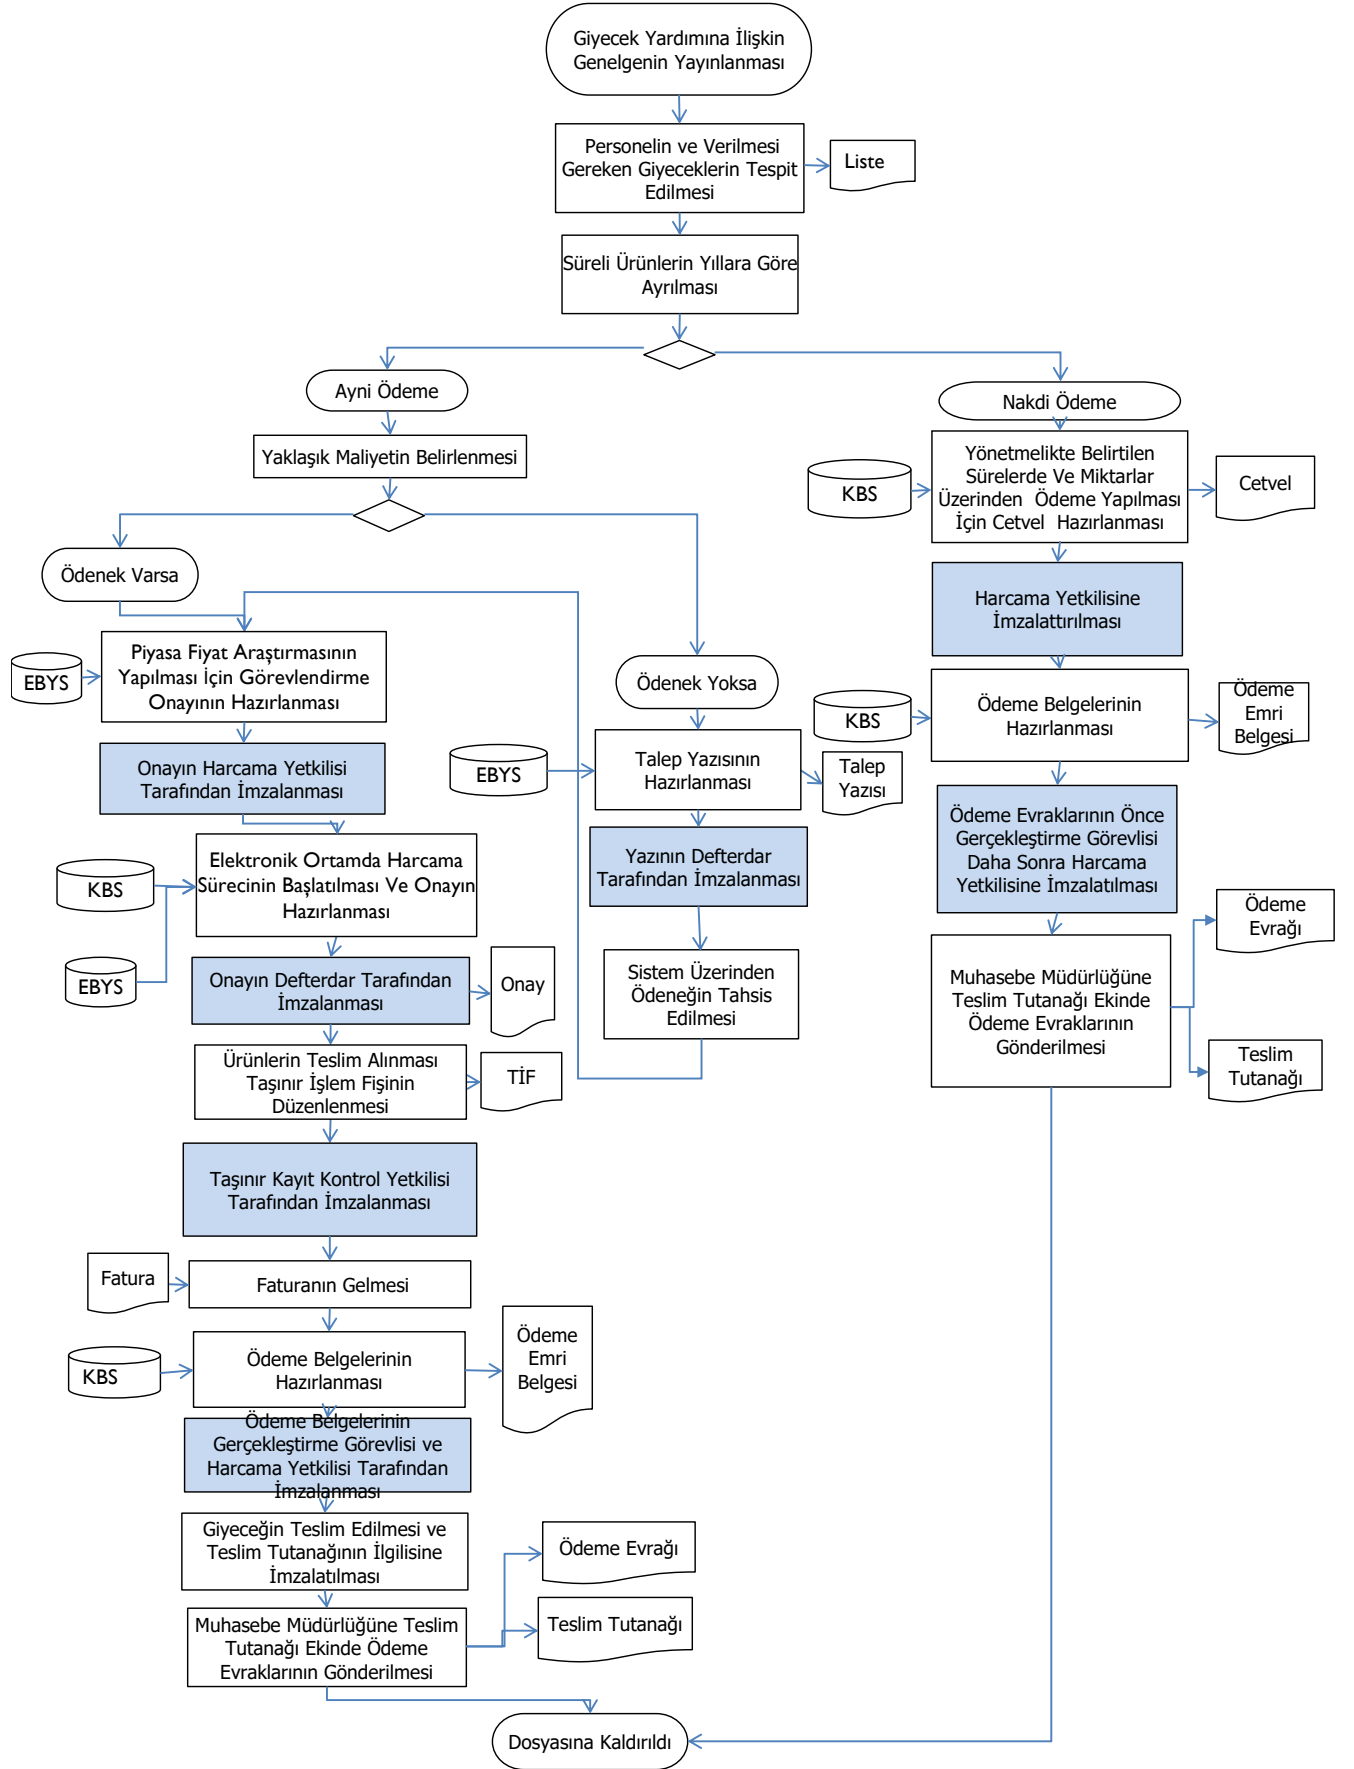 Giyecek Yardımına İlişkin
Genelgenin Yayınlanması
Personelin ve Verilmesi
Gereken Giyeceklerin Tespit
Edilmesi
Liste
Süreli Ürünlerin Yıllara Göre
Ayrılması
Ayni Ödeme
Nakdi Ödeme
Yaklaşık Maliyetin Belirlenmesi
KBS
Yönetmelikte Belirtilen
Sürelerde Ve Miktarlar
Üzerinden Ödeme Yapılması
İçin Cetvel Hazırlanması
Cetvel
Ödenek Varsa
Harcama Yetkilisine
İmzalattırılması
EBYS
Piyasa Fiyat Araştırmasının
Yapılması İçin Görevlendirme
Onayının Hazırlanması
Ödenek Yoksa
KBS
Ödeme Belgelerinin
Hazırlanması
Ödeme
Emri
Belgesi
Onayın Harcama Yetkilisi
Tarafından İmzalanması
EBYS
Talep Yazısının
Hazırlanması
Talep
Yazısı
Ödeme Evraklarının Önce
Gerçekleştirme Görevlisi
Daha Sonra Harcama
Yetkilisine İmzalatılması
KBS
Elektronik Ortamda Harcama
Sürecinin Başlatılması Ve Onayın
Hazırlanması
Yazının Defterdar
Tarafından İmzalanması
Ödeme
Evrağı
EBYS
Onayın Defterdar Tarafından
İmzalanması
Onay
Sistem Üzerinden
Ödeneğin Tahsis
Edilmesi
Muhasebe Müdürlüğüne
Teslim Tutanağı Ekinde
Ödeme Evraklarının
Gönderilmesi
Ürünlerin Teslim Alınması
Taşınır İşlem Fişinin
Düzenlenmesi
TİF
Teslim
Tutanağı
Taşınır Kayıt Kontrol Yetkilisi
Tarafından İmzalanması
Fatura
Faturanın Gelmesi
KBS
Ödeme Belgelerinin
Hazırlanması
Ödeme
Emri
Belgesi
Ödeme Belgelerinin
Gerçekleştirme Görevlisi ve
Harcama Yetkilisi Tarafından
İmzalanması
Giyeceğin Teslim Edilmesi ve
Teslim Tutanağının İlgilisine
İmzalatılması
Ödeme Evrağı
Muhasebe Müdürlüğüne Teslim
Tutanağı Ekinde Ödeme
Evraklarının Gönderilmesi
Teslim Tutanağı
Dosyasına Kaldırıldı